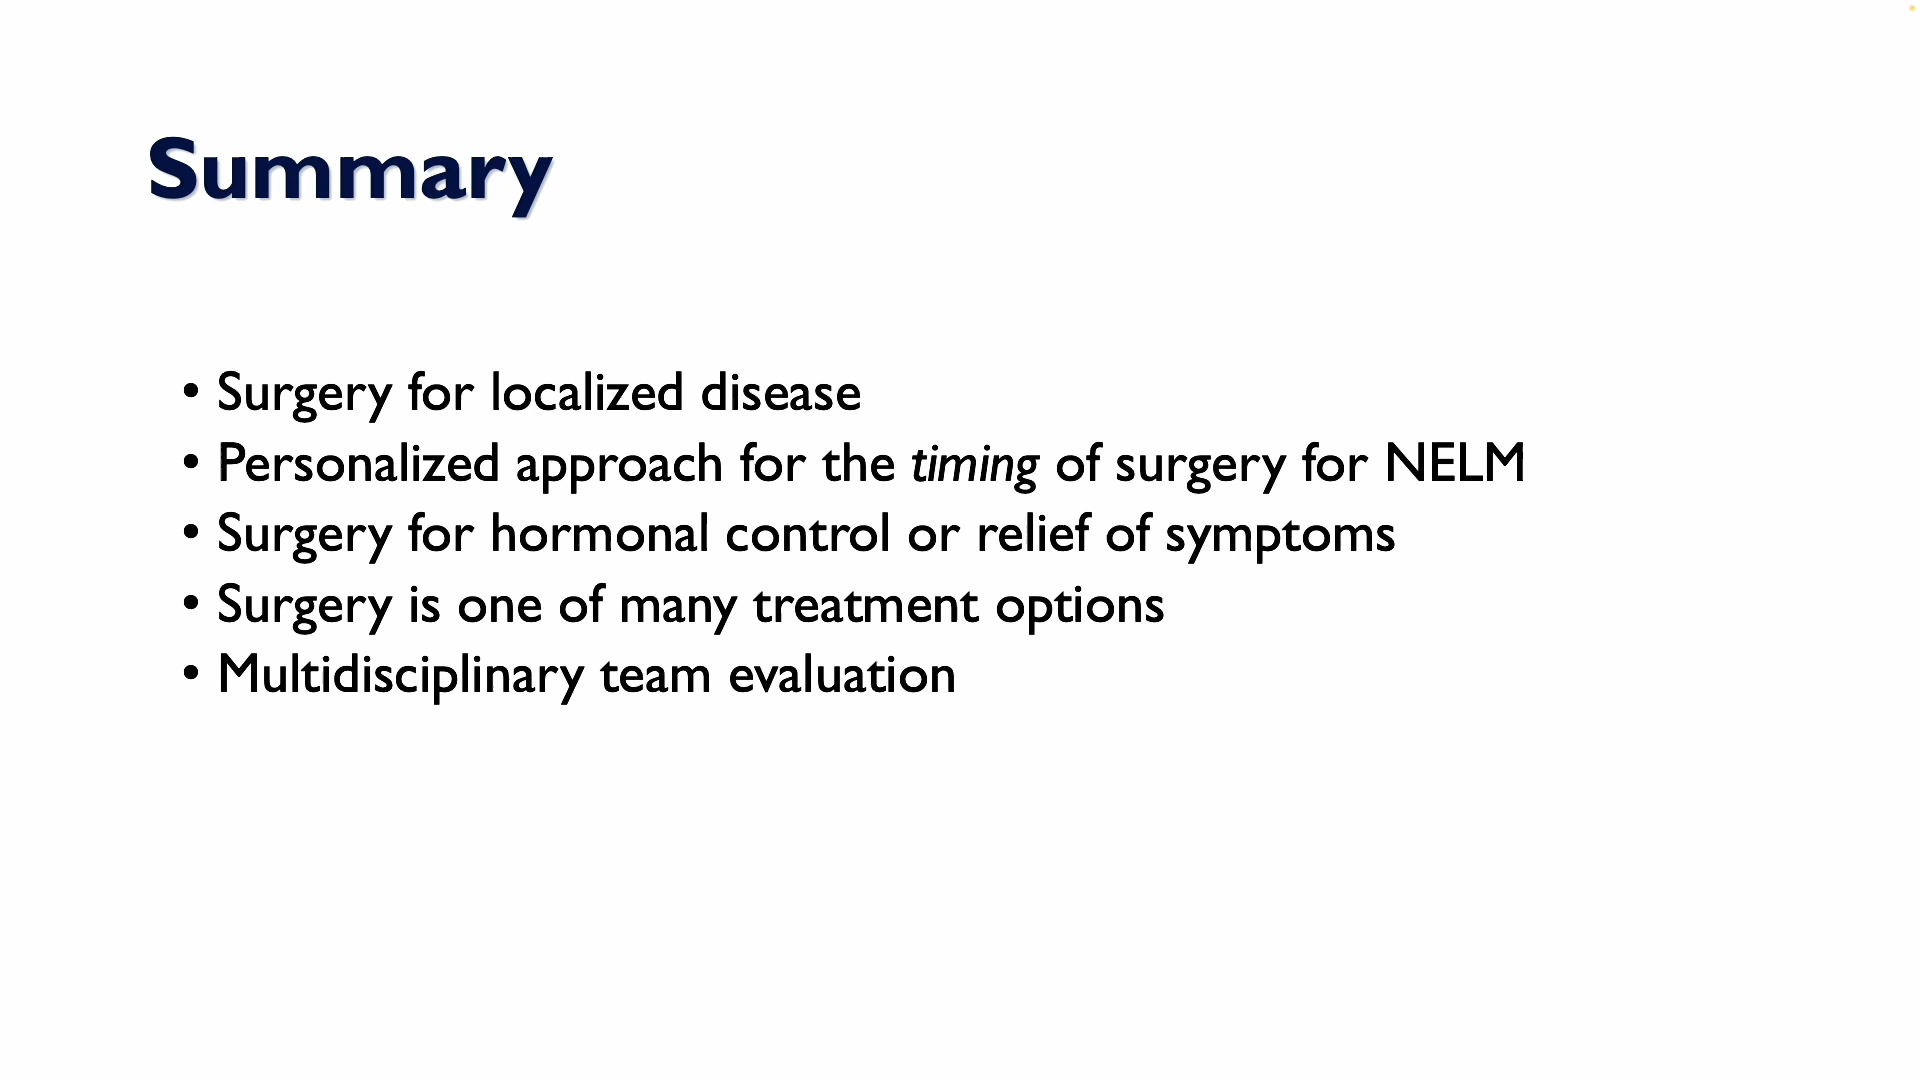 Summary
• Surgery for localized disease
• Personalized approach for the timing of surgery for NELM
• Surgery for hormonal control or relief of symptoms
• Surgery is one of many treatment options
• Multidisciplinary team evaluation